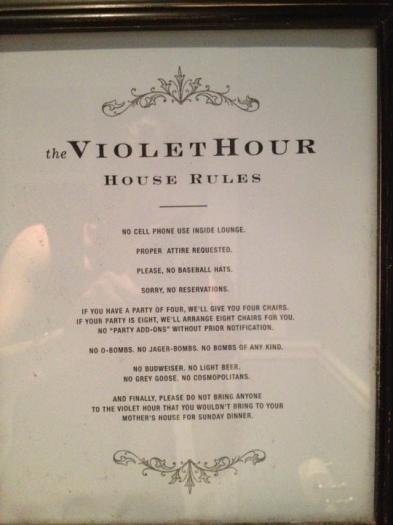 the VIOLET HOUR
HOUSE RULES
NO CELL PHONE USE INSIDE LOUNGE.
PROPER ATTIRE REQUESTED.
PLEASE, NO BASEBALL HATS.
SORRY, NO RESERVATIONS.
IF YOU HAVE A PARTY OF FOUR, WE'LL GIVE YOU FOUR CHAIRS.
IF YOUR PARTY IS EIGHT, WE'LL ARRANGE EIGHT CHAIRS FOR YOU.
NO "PARTY ADD-ONS" WITHOUT PRIOR NOTIFICATION.
NO O-BOMBS. NO JAGER-BOMBS. NO BOMBS OF ANY KIND.
NO BUDWEISER. NO LIGHT BEER.
NO GREY GOOSE. NO COSMOPOLITANS.
AND FINALLY, PLEASE DO NOT BRING ANYONE
TO THE VIOLET HOUR THAT YOU WOULDN'T BRING TO YOUR
MOTHER'S HOUSE FOR SUNDAY DINNER.